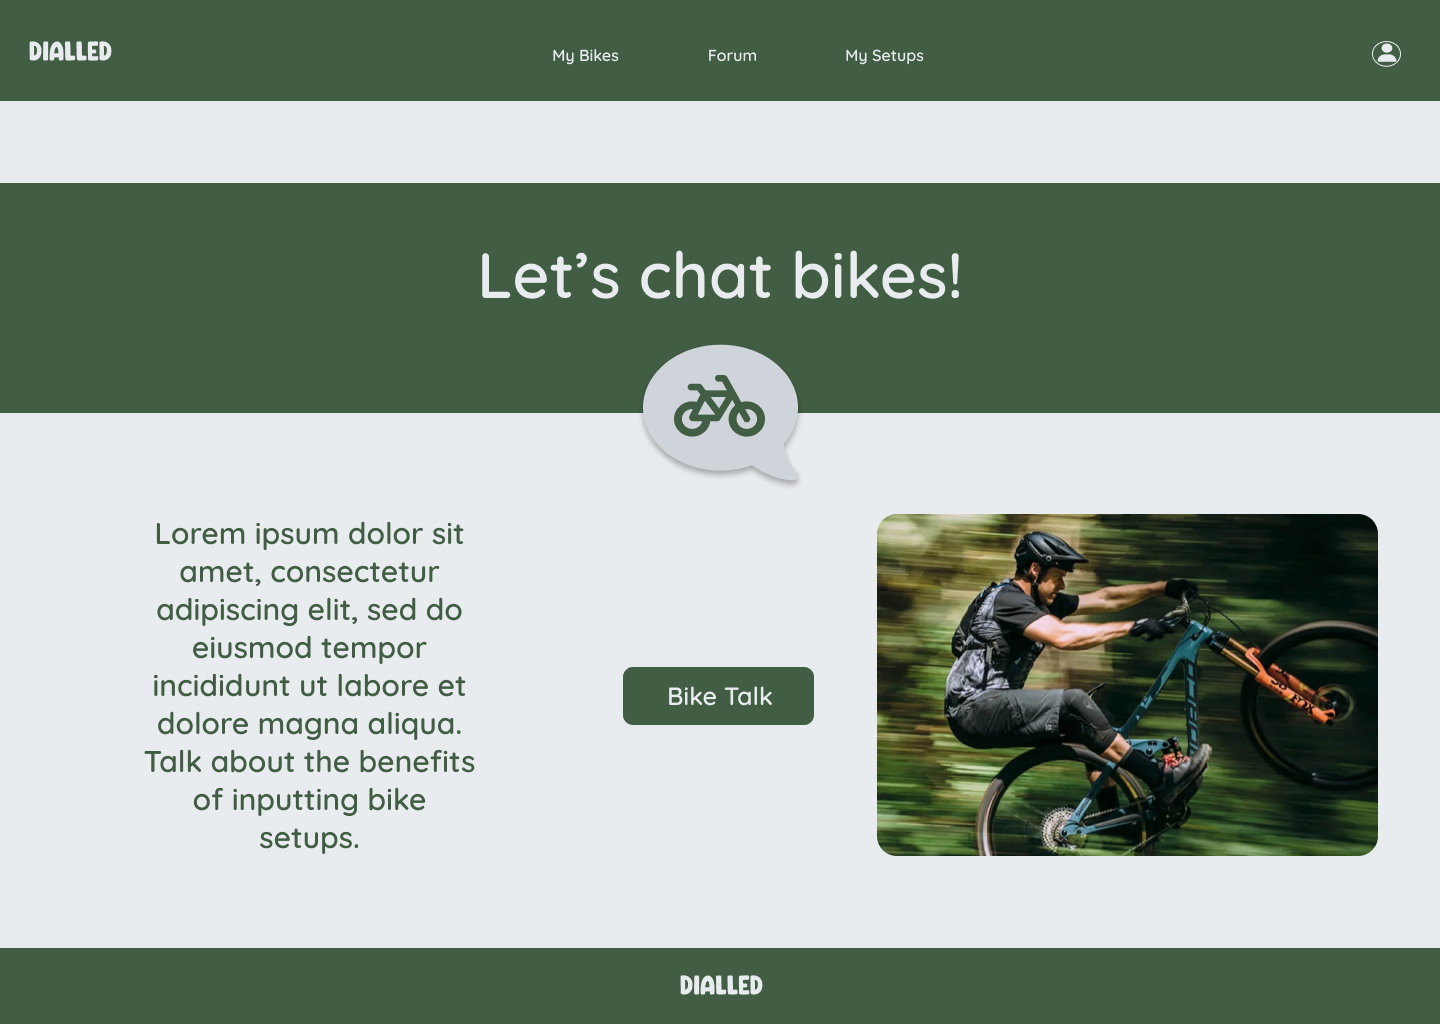 DIALLED
My Bikes
Forum
My Setups
Let’s chat bikes!
Lorem ipsum dolor sit
amet, consectetur
adipiscing elit, sed do
eiusmod tempor
incididunt ut labore et
dolore magna aliqua.
Talk about the benefits
of inputting bike
setups.
Bike Talk
FOX
DIALLED